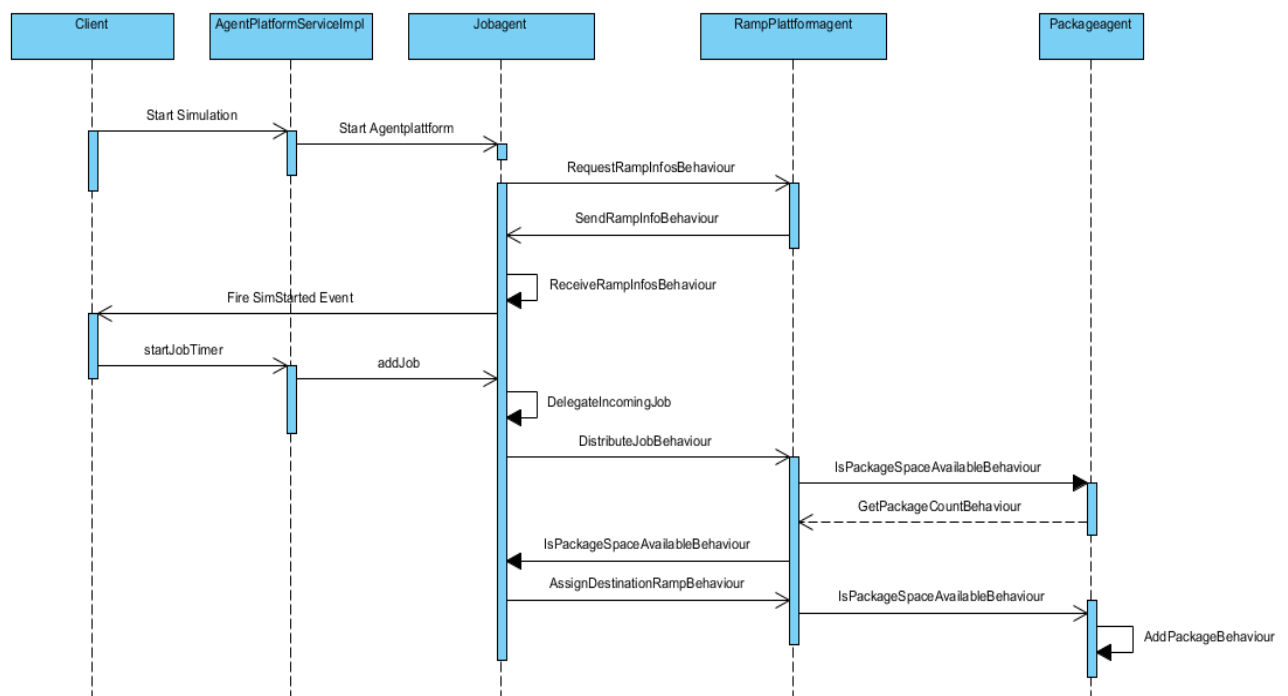 Client
AgentPlatformServiceImpl
Jobagent
RampPlattformagent
Packageagent
Start Simulation
Start Agentplattform
RequestRampInfosBehaviour
SendRampInfoBehaviour
ReceiveRampInfosBehaviour
Fire SimStarted Event
startJobTimer
addJob
DelegateIncomingJob
DistributeJobBehaviour
IsPackageSpaceAvailableBehaviour
GetPackageCountBehaviour
IsPackageSpaceAvailableBehaviour
AssignDestinationRampBehaviour
IsPackageSpaceAvailableBehaviour
AddPackageBehaviour